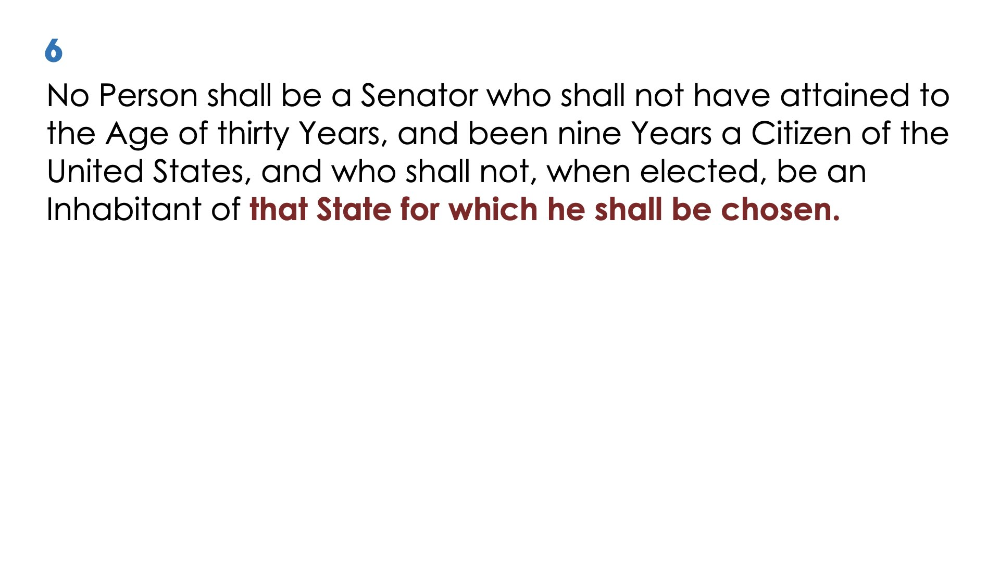 6
No Person shall be a Senator who shall not have attained to
the Age of thirty Years, and been nine Years a Citizen of the
United States, and who shall not, when elected, be an
Inhabitant of that State for which he shall be chosen.